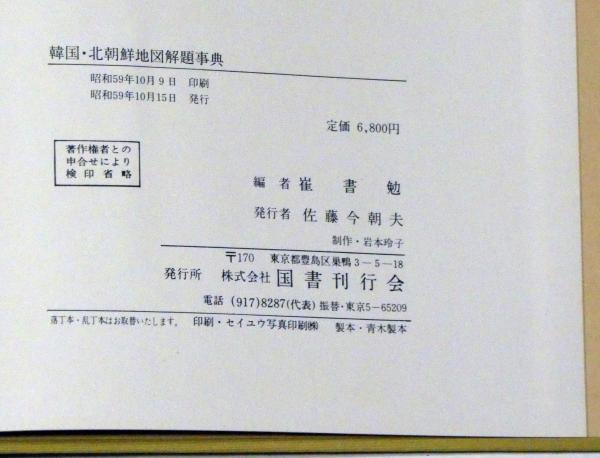 韓国・北朝鮮地図解題事典
昭和59年10月9日 印刷
昭和59年10月15日 発行
定価 6,800円
著作権者との
申合せにより
検印省略
編者 崔書勉
発行者 佐藤今朝夫
制作・岩本玲子
〒170 東京都豊島区巣鴨3-5-18
発行所 株式会社 国書刊行会
電話 (917)8287(代表) 振替・東京5-65209
落丁本・乱丁本はお取替いたします。 印刷・セイユウ写真印刷㈱ 製本・青木製本